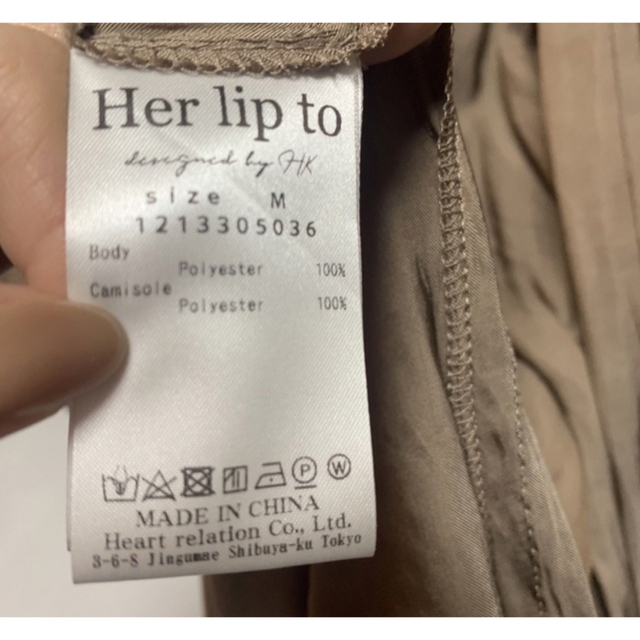 Her lip to
designed by HK
size M
1213305036
Body
Polyester 100%
Camisole
Polyester 100%
P W
MADE IN CHINA
Heart relation Co., Ltd.
3-6-8 Jingumae Shibuya-ku Tokyo